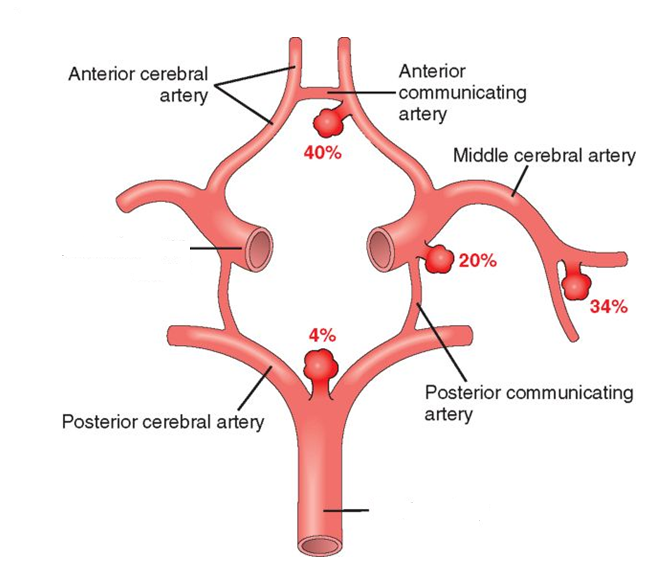 Anterior cerebral
artery
Anterior
communicating
artery
40%
Middle cerebral artery
20%
34%
4%
Posterior communicating
artery
Posterior cerebral artery